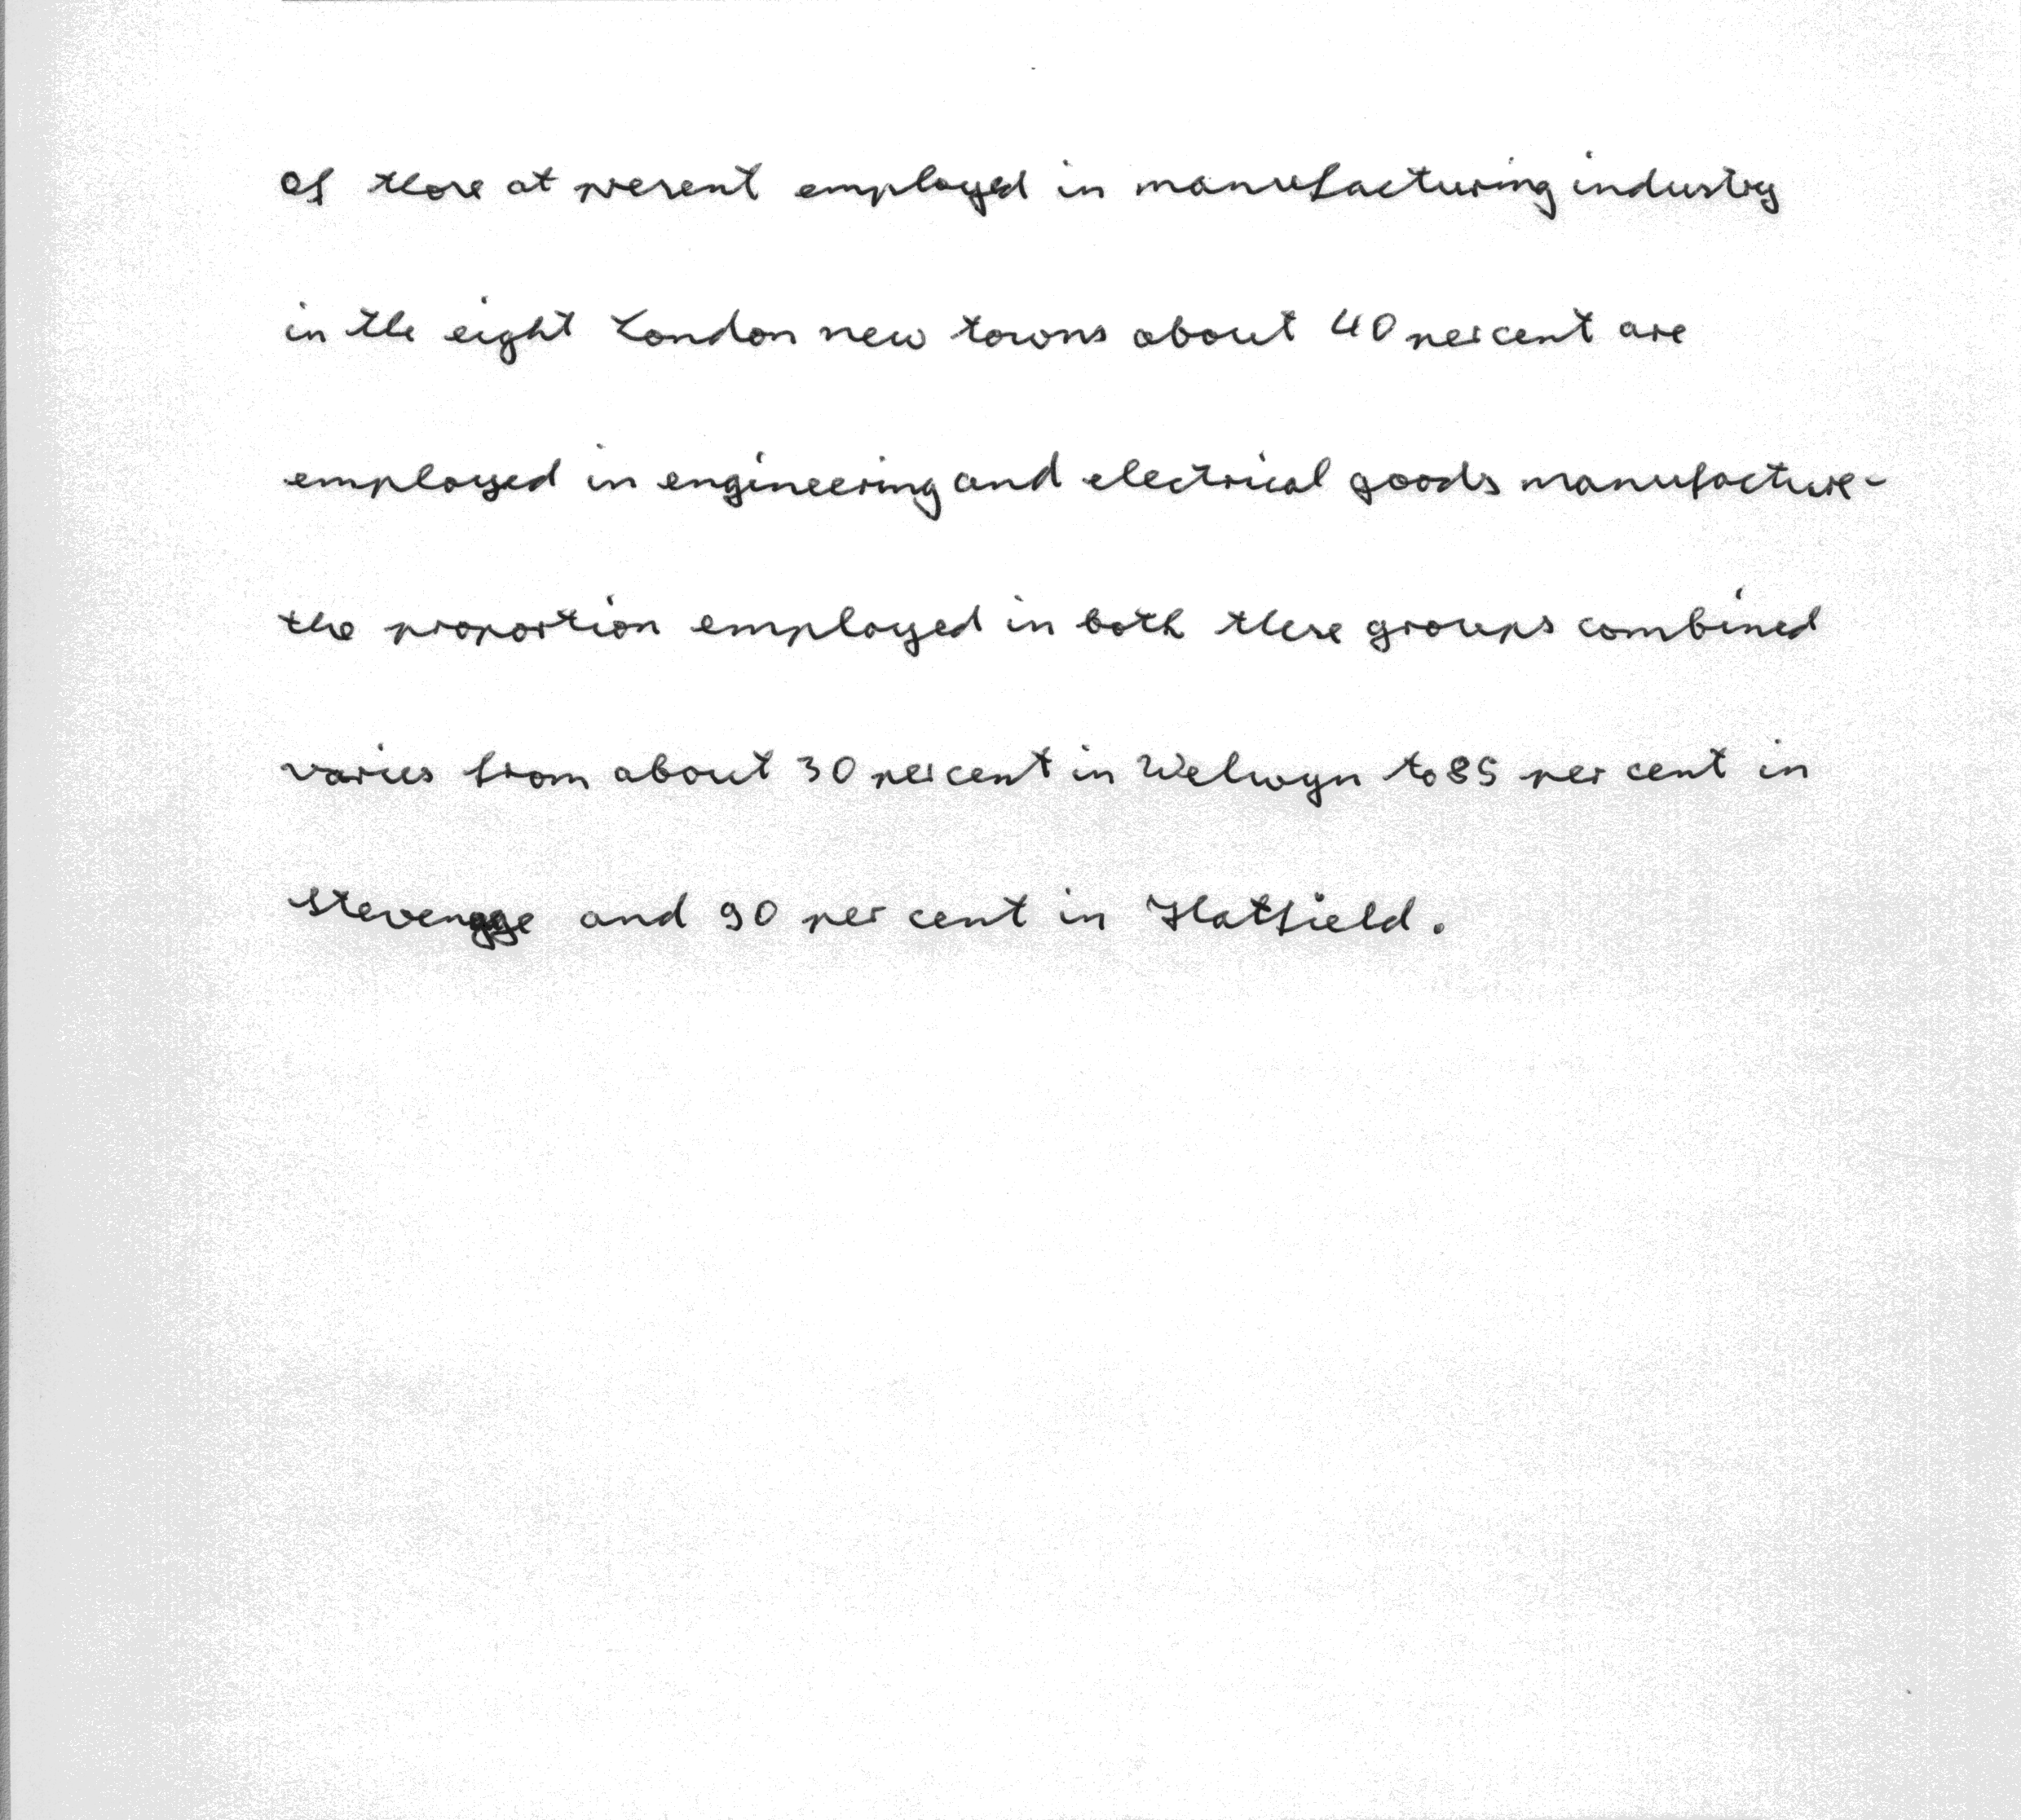 Of those at present employed in manufacturing industry
in the eight London new towns about 40 per cent are
employed in engineering and electrical goods manufacture -
the proportion employed in both these groups combined
varies from about 30 per cent in Welwyn to 85 per cent in
Stevenage and 90 per cent in Hatfield.